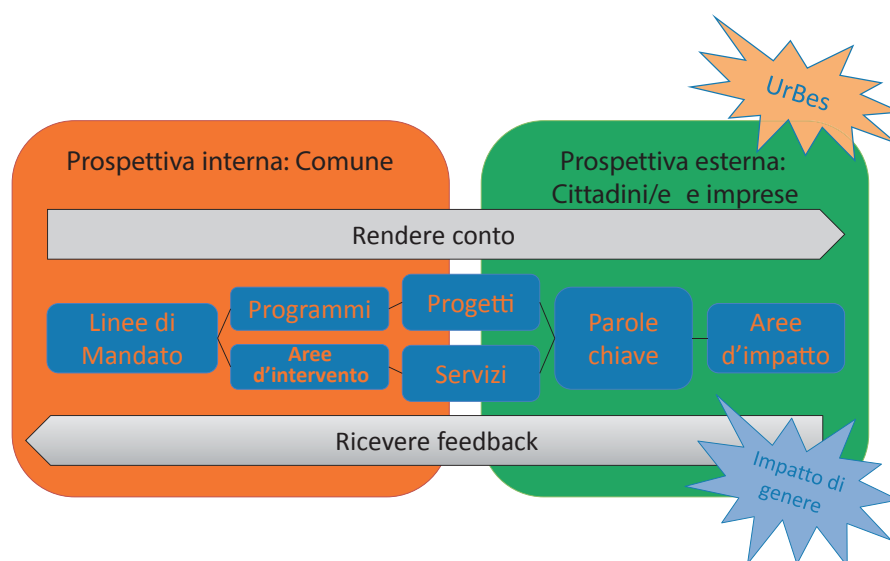 UrBes
Prospettiva interna: Comune
Prospettiva esterna:
Cittadini/e e imprese
Rendere conto
Linee di
Mandato
Programmi
Aree
d'intervento
Progetti
Servizi
Parole
chiave
Aree
d'impatto
Ricevere feedback
Impatto di
genere